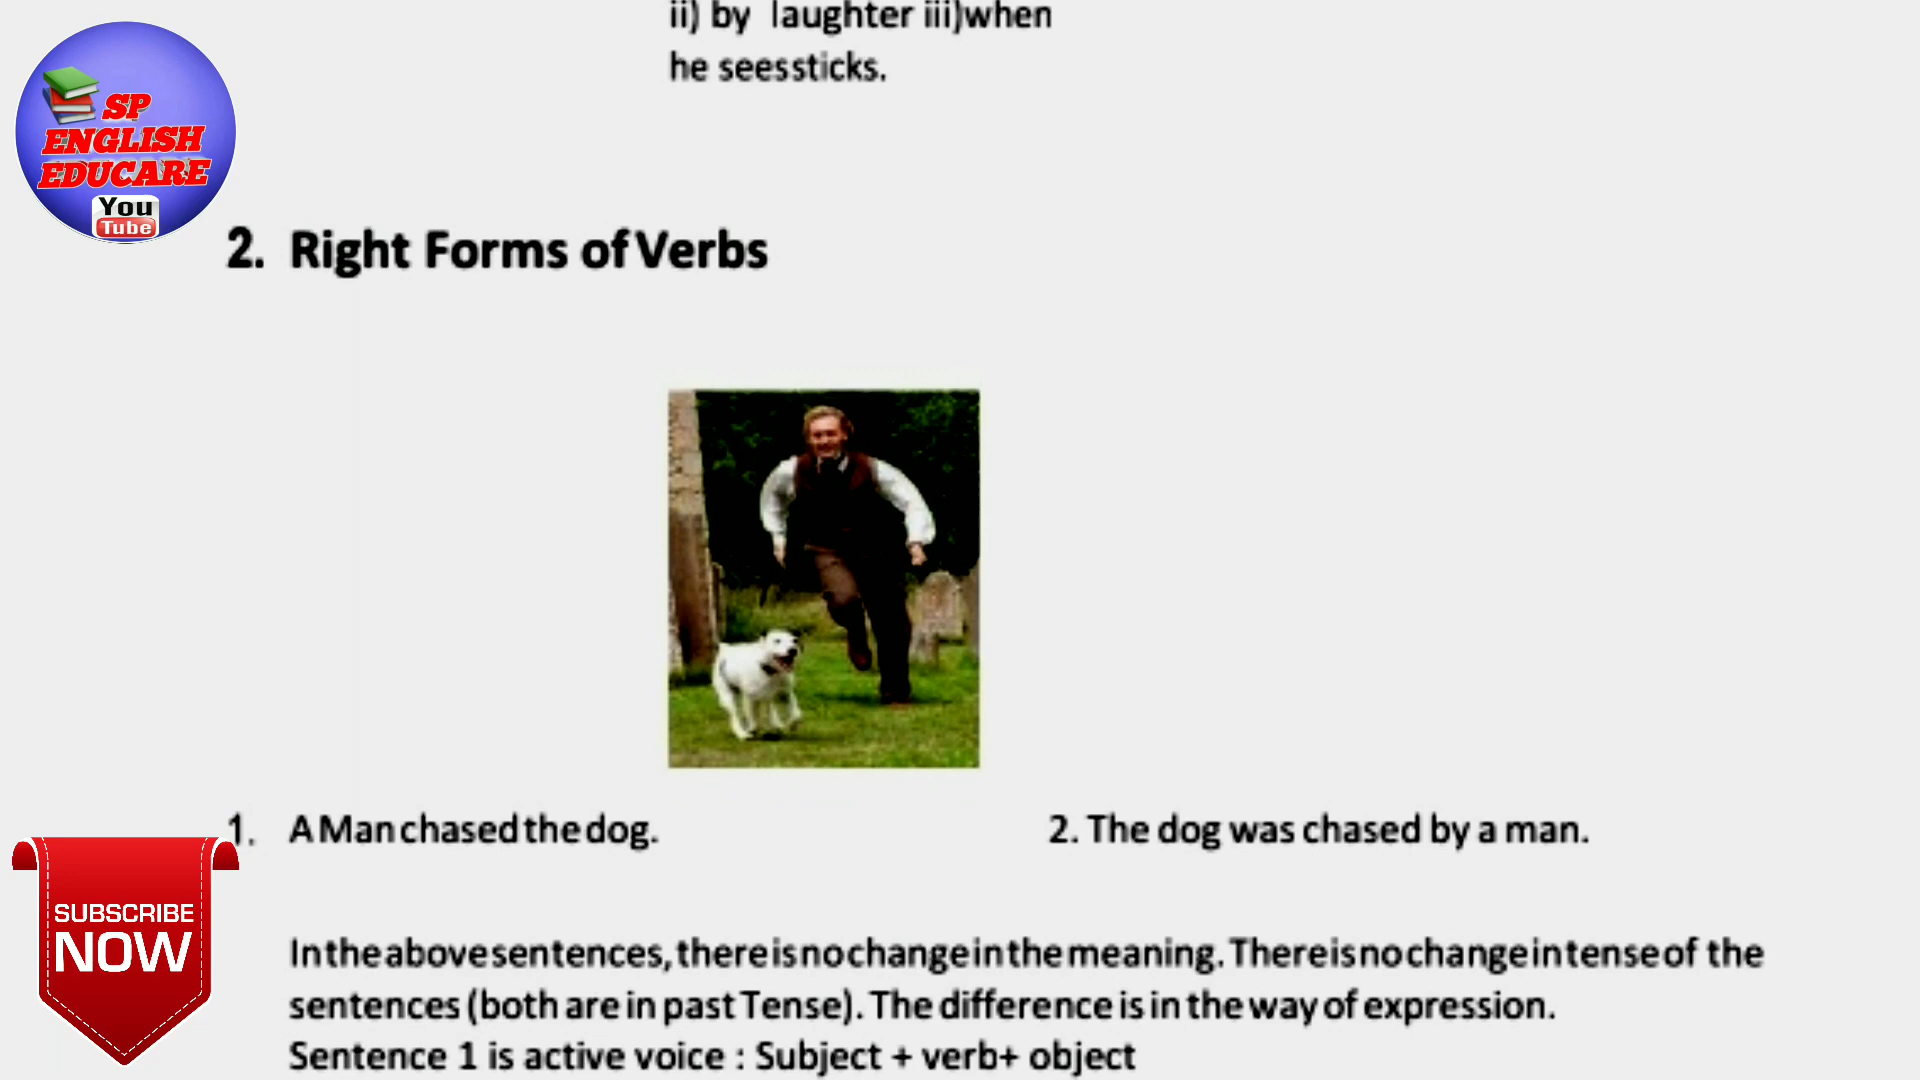 ii) by laughter iii)when
he sees sticks.
SP
ENGLISH
EDUCARE
You
Tube
2. Right Forms of Verbs
1. A Man chased the dog.
2. The dog was chased by a man.
In the above sentences, there is no change in the meaning. There is no change in tense of the
sentences (both are in past Tense). The difference is in the way of expression.
Sentence 1 is active voice : Subject + verb+ object
SUBSCRIBE
NOW